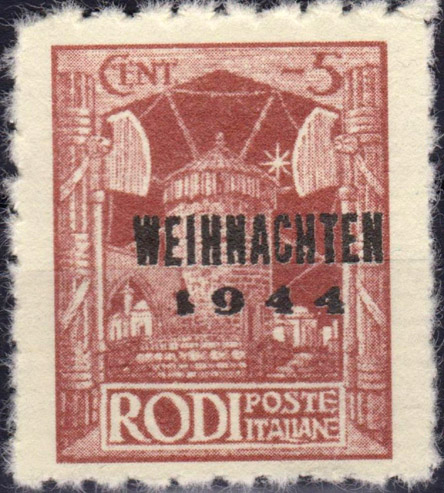 CENT 5
WEIHNACHTEN
1944
RODI POSTE
ITALIANE